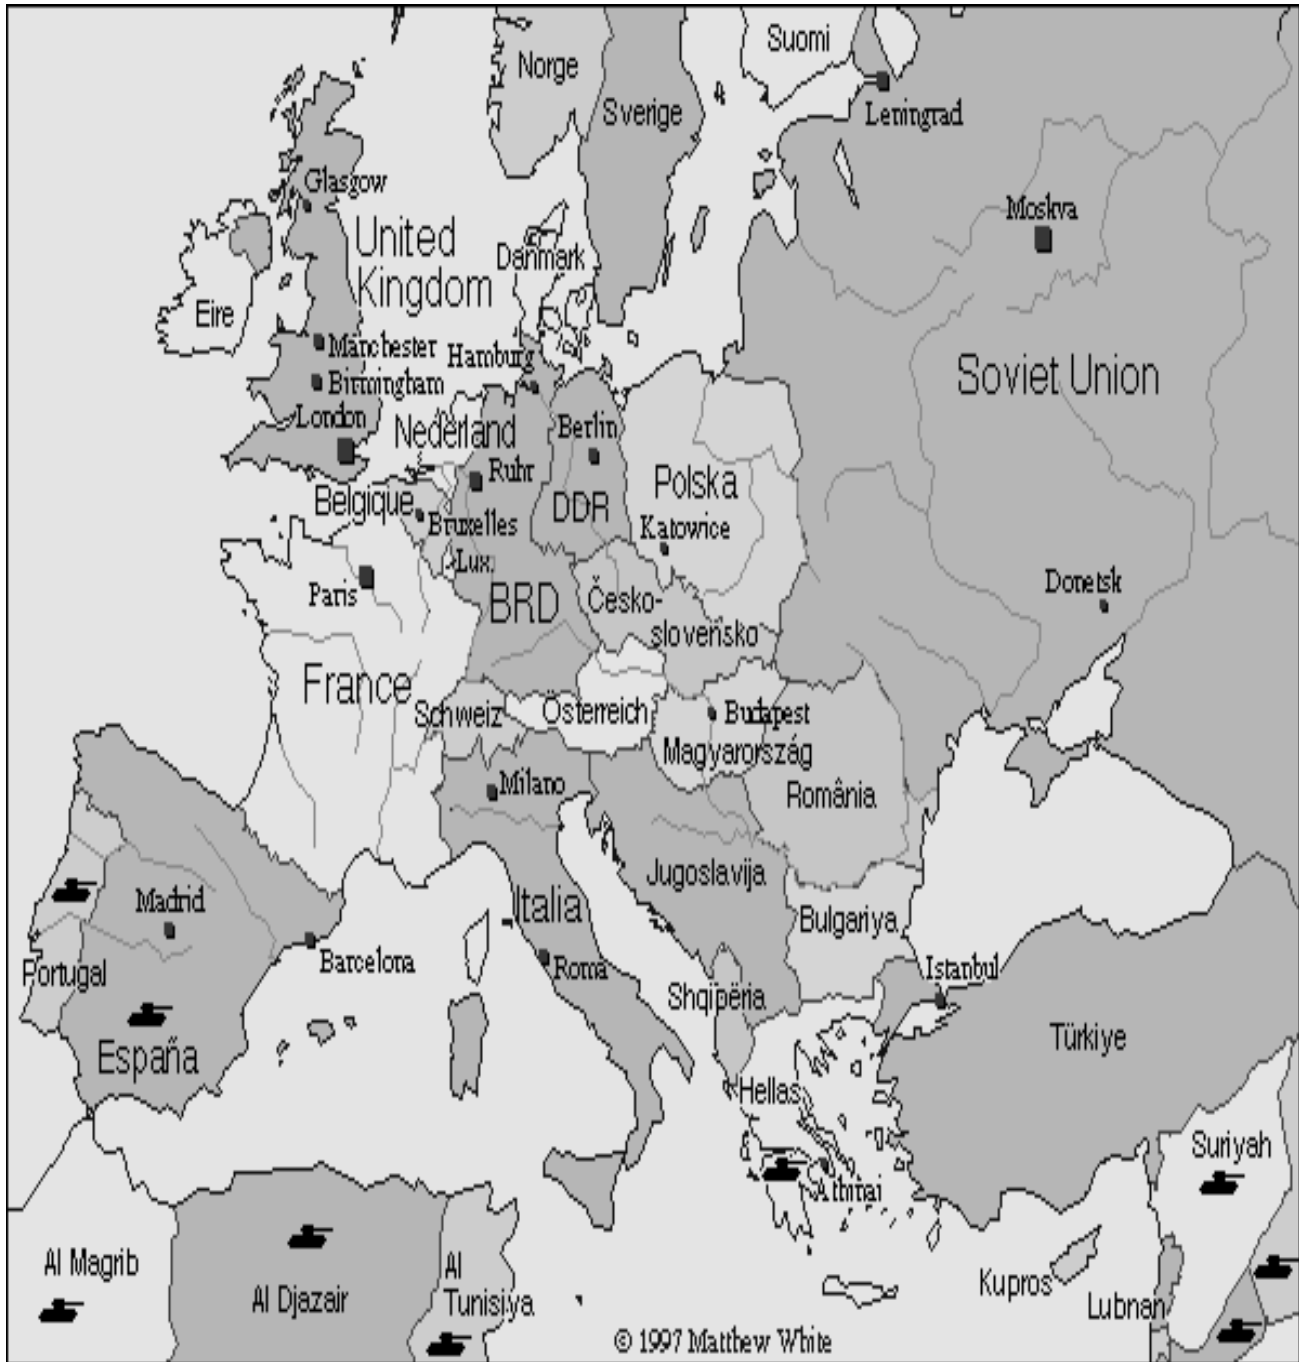 Suomi
Norge
Sverige
Leningrad
Glasgow
Moskva
United
Kingdom
Danmark
Eire
Manchester
Hamburg
Birmingham
Soviet Union
London
Nederland
Berlin
Ruhr
Polska
Belgique
DDR
Bruxelles
Katowice
Lux.
Paris
BRD
Česko-
slovensko
Donetsk
France
Schweiz
Österreich
Budapest
Magyarország
Milano
România
Jugoslavija
Madrid
Italia
Bulgariya
Barcelona
Roma
Portugal
Istanbul
Shqipëria
España
Türkiye
Hellas
Suriyah
Athinai
Al Magrib
Al Djazair
Al
Tunisiya
Kupros
Lubnan
© 1997 Matthew White